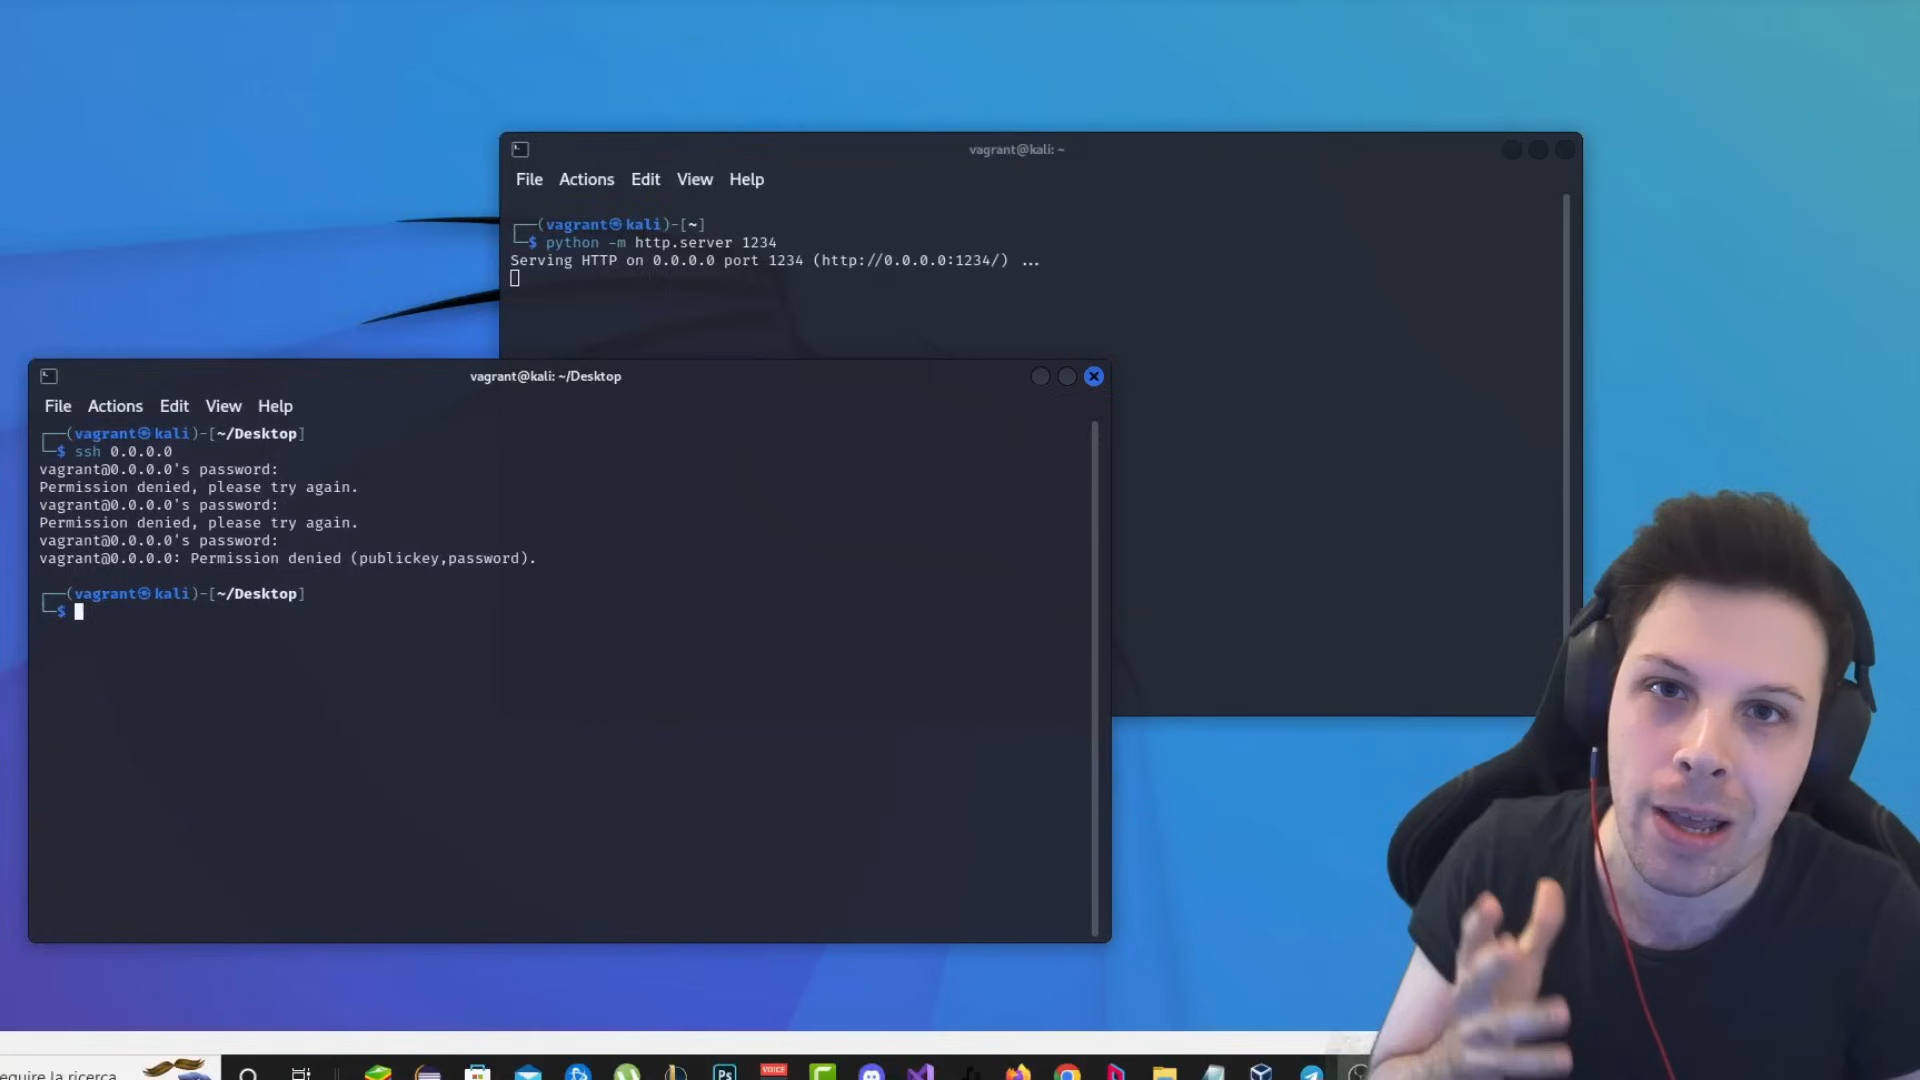 vagrant@kali: ~
File Actions Edit View Help
┌──(vagrant㉿kali)-[~]
└─$ python -m http.server 1234
Serving HTTP on 0.0.0.0 port 1234 (http://0.0.0.0:1234/) ...
vagrant@kali: ~/Desktop
File Actions Edit View Help
┌──(vagrant㉿kali)-[~/Desktop]
└─$ ssh 0.0.0.0
vagrant@0.0.0.0's password:
Permission denied, please try again.
vagrant@0.0.0.0's password:
Permission denied, please try again.
vagrant@0.0.0.0's password:
vagrant@0.0.0.0: Permission denied (publickey,password).
┌──(vagrant㉿kali)-[~/Desktop]
└─$
la ricerca
Ps
VOICE